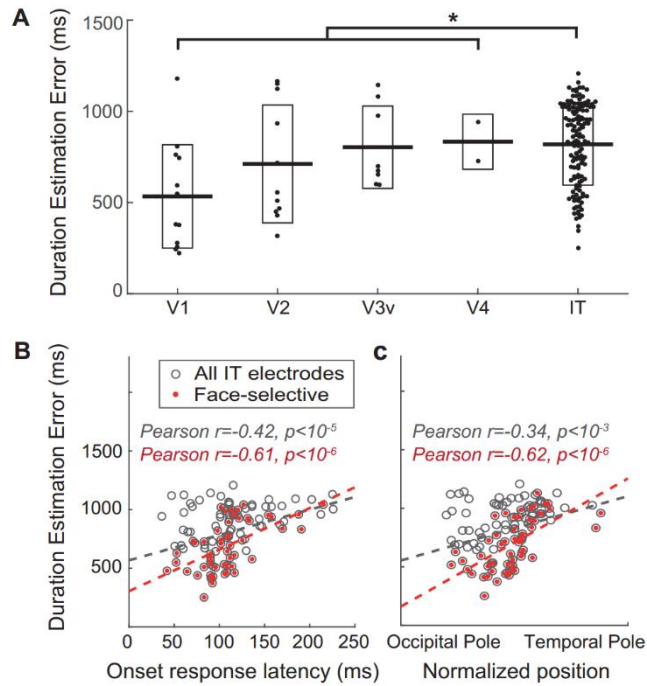 A
*
Duration Estimation Error (ms)
1500
1000
500
0
V1 V2 V3v V4 IT
B
C
All IT electrodes
Face-selective
Pearson r=-0.42, p<10-5
Pearson r=-0.61, p<10-6
Pearson r=-0.34, p<10-3
Pearson r=-0.62, p<10-6
Duration Estimation Error (ms)
1500
1000
500
0 50 100 150 200 250
Onset response latency (ms)
Occipital Pole Temporal Pole
Normalized position